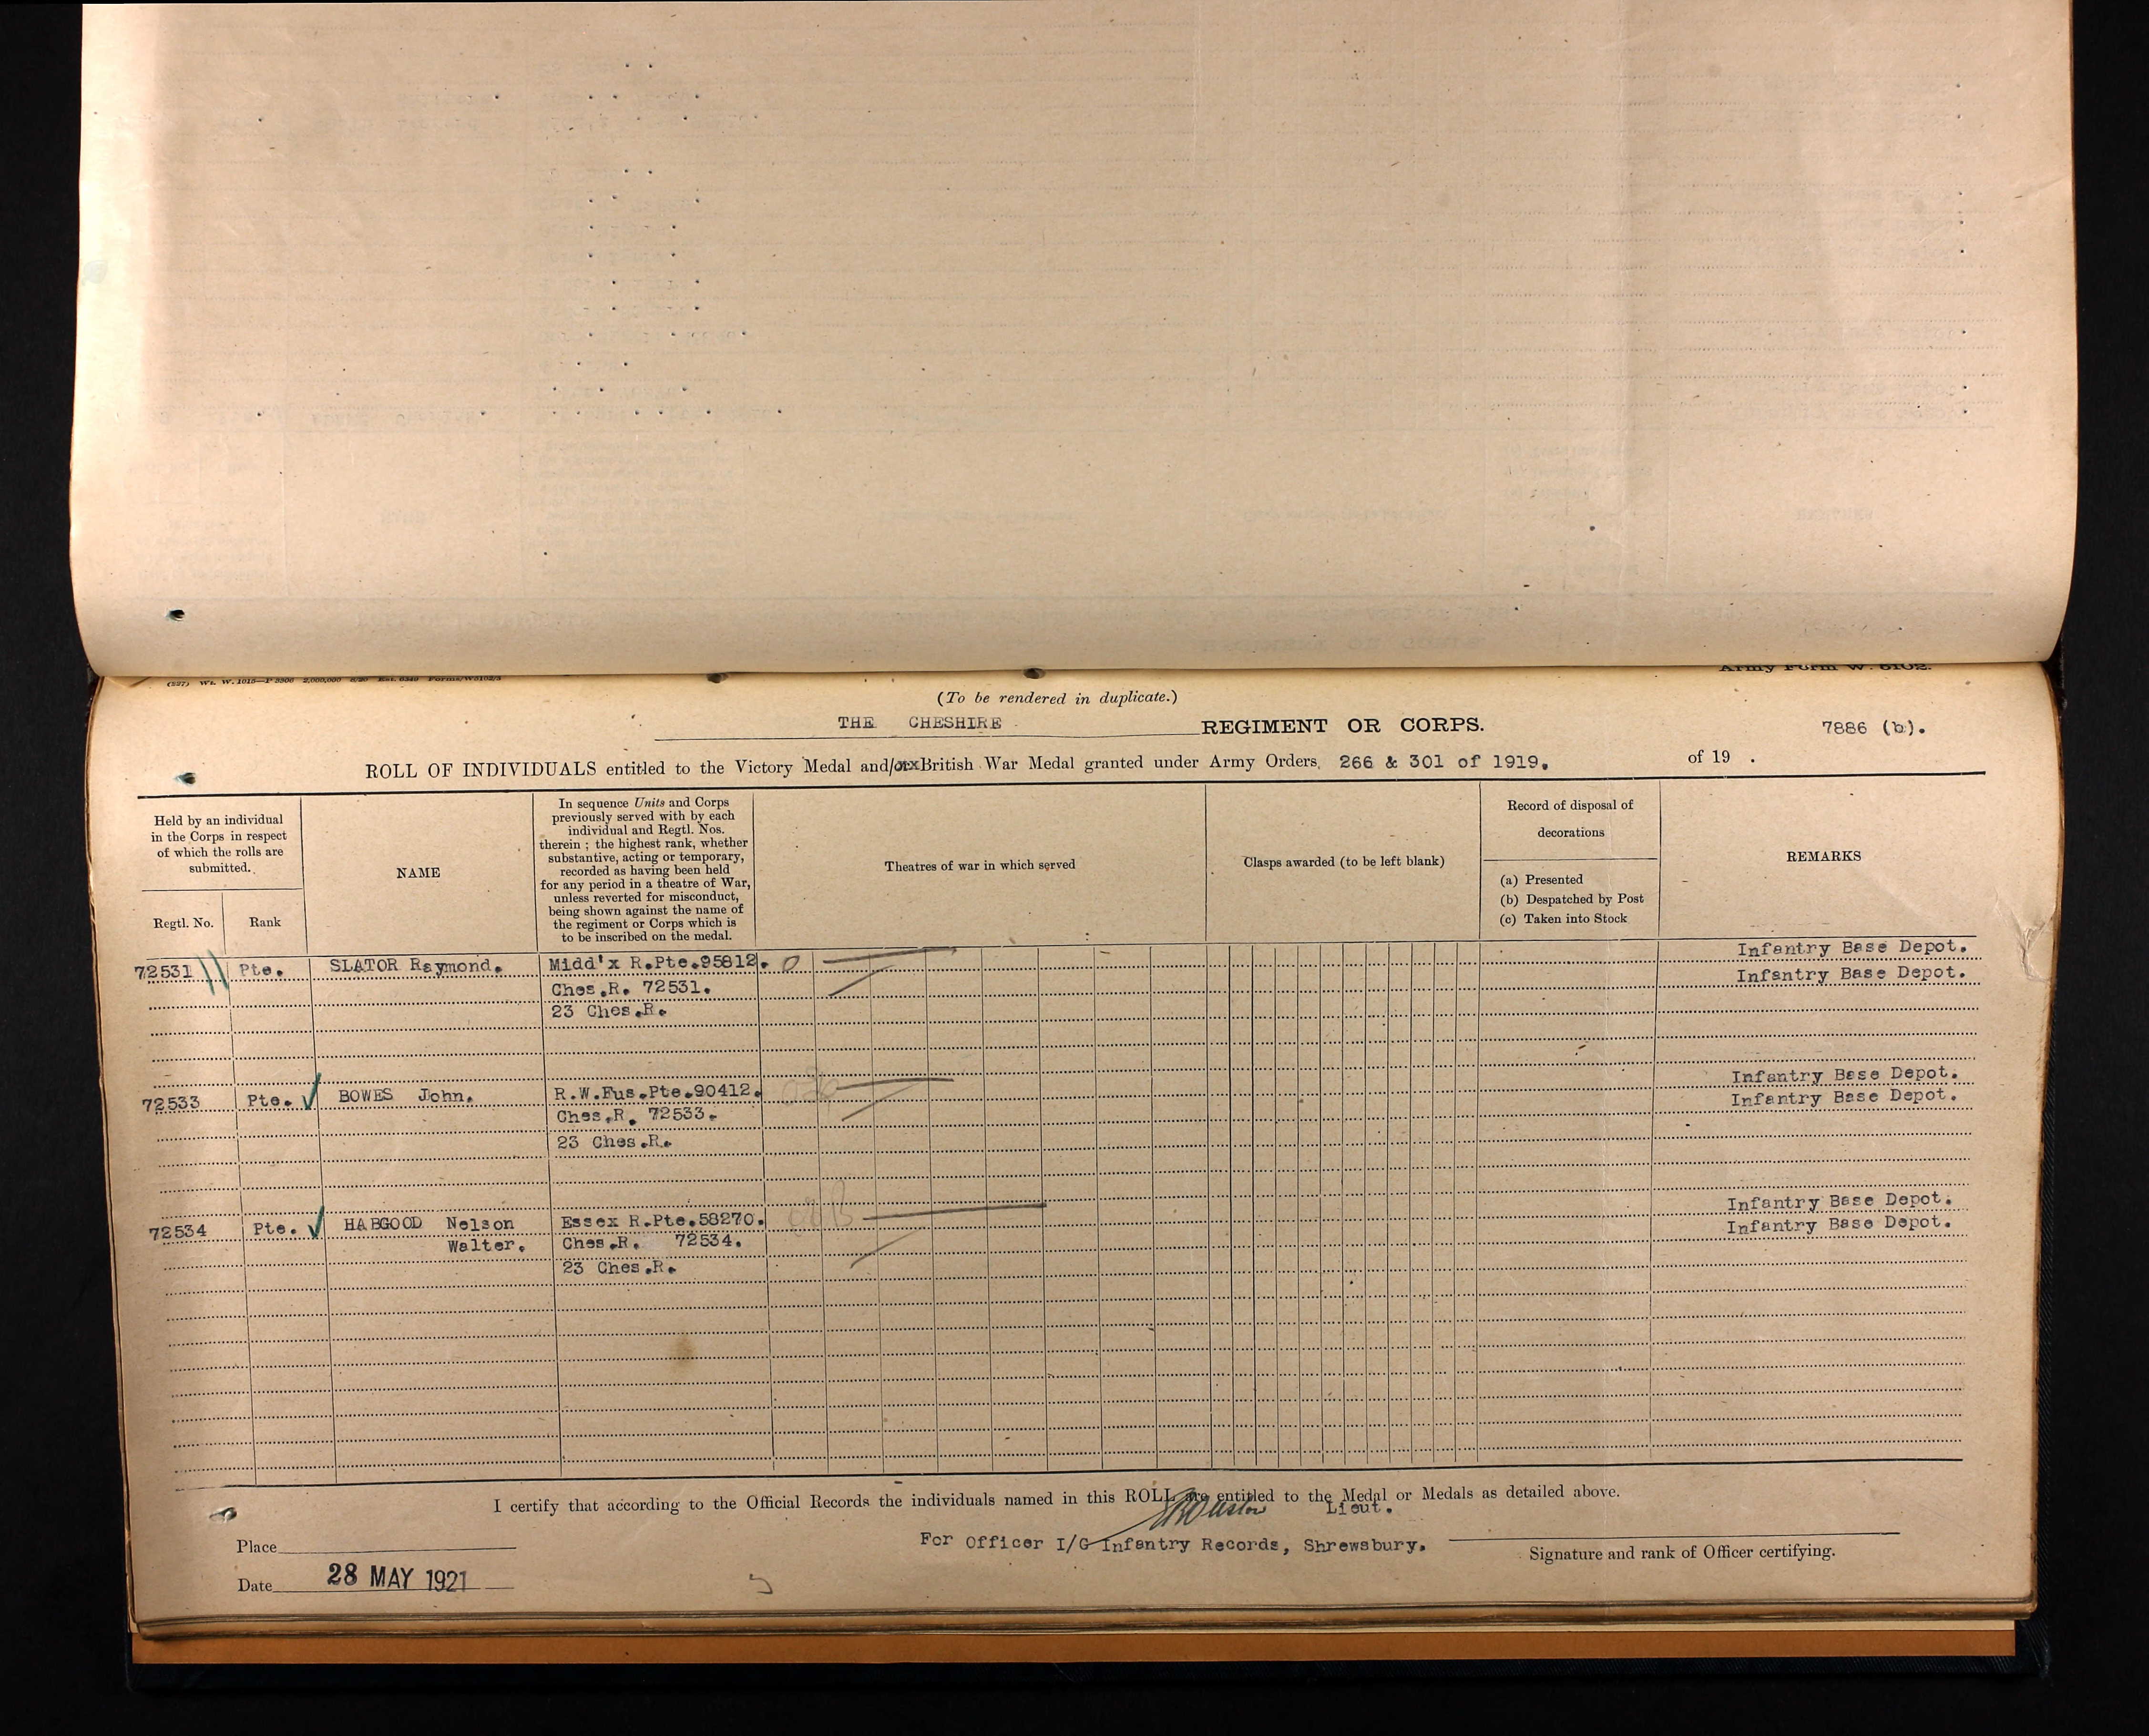 (To be rendered in duplicate.)
THE CHESHIRE REGIMENT OR CORPS. 7886 (b).
ROLL OF INDIVIDUALS entitled to the Victory Medal and/orxBritish War Medal granted under Army Orders, 266 & 301 of 1919. of 19 .
Held by an individual
in the Corps in respect
of which the rolls are
submitted.
Regtl. No.
Rank
NAME
In sequence Units and Corps
previously served with by each
individual and Regtl. Nos.
therein ; the highest rank, whether
substantive, acting or temporary,
recorded as having been held
for any period in a theatre of War,
unless reverted for misconduct,
being shown against the name of
the regiment or Corps which is
to be inscribed on the medal.
Theatres of war in which served
Clasps awarded (to be left blank)
Record of disposal of
decorations
(a) Presented
(b) Despatched by Post
(c) Taken into Stock
REMARKS
Infantry Base Depot.
72531 Pte. SLATOR Raymond. Midd'x R.Pte.95812. Infantry Base Depot.
Ches.R. 72531.
23 Ches.R.
Infantry Base Depot.
72533 Pte. BOWES John. R.W.Fus.Pte.90412. Infantry Base Depot.
Ches.R. 72533.
23 Ches.R.
Infantry Base Depot.
72534 Pte. HABGOOD Nelson Essex R.Pte.58270. Infantry Base Depot.
Walter. Ches.R. 72534.
23 Ches.R.
I certify that according to the Official Records the individuals named in this ROLL are entitled to the Medal or Medals as detailed above.
Lieut.
For Officer I/C Infantry Records, Shrewsbury.
Signature and rank of Officer certifying.
Place
Date 28 MAY 1921